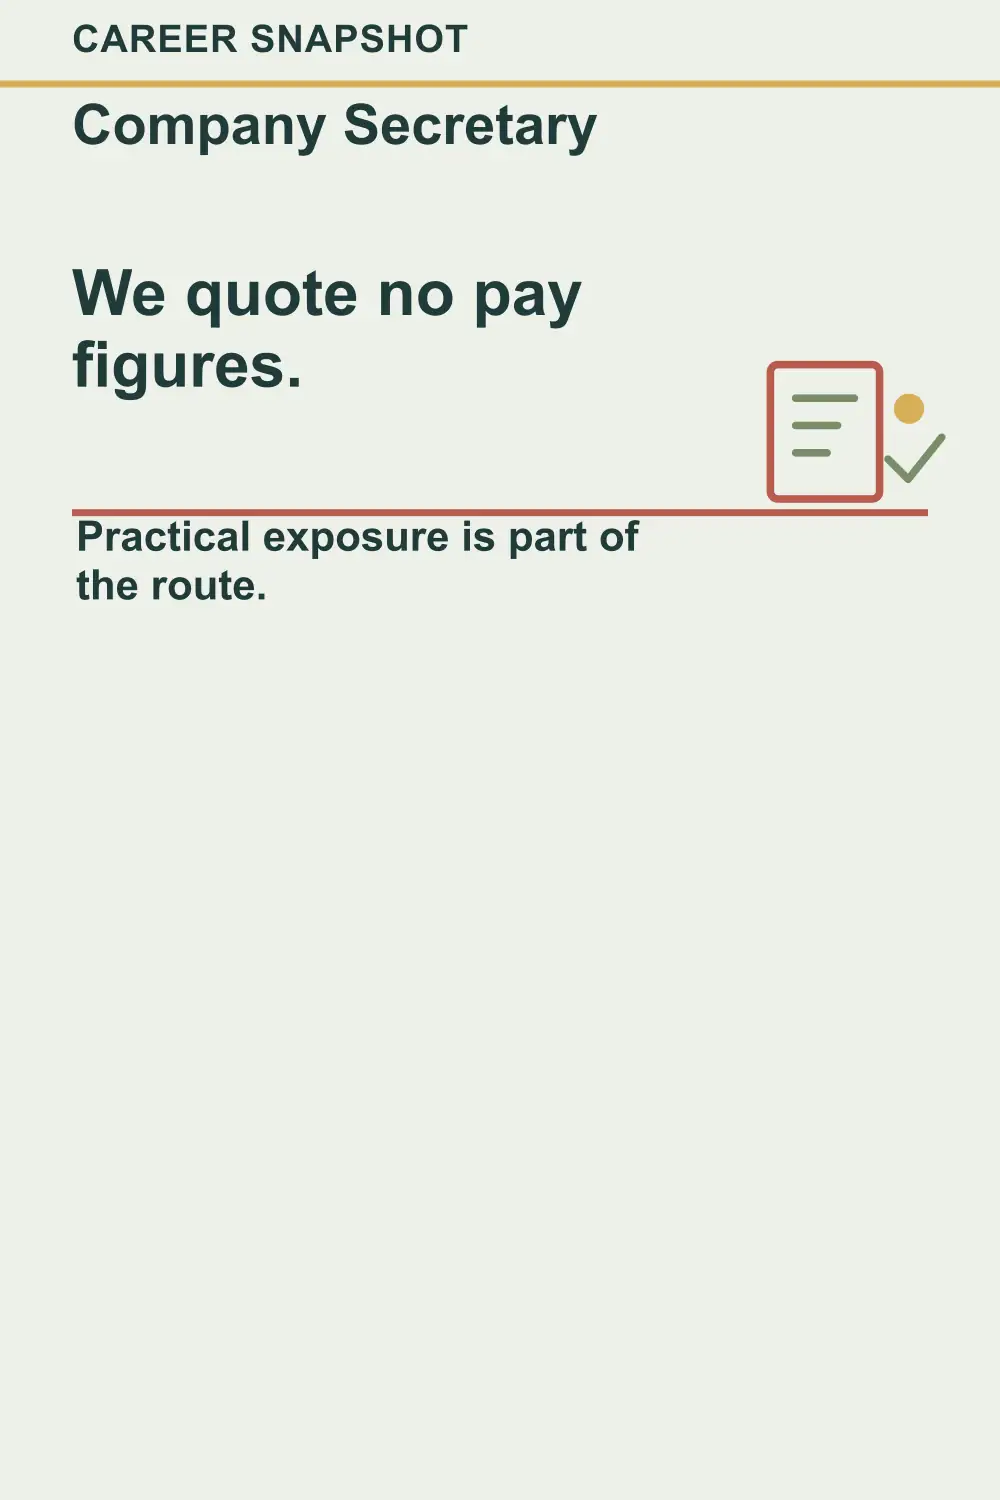 CAREER SNAPSHOT
Company Secretary
We quote no pay
figures.
Practical exposure is part of
the route.